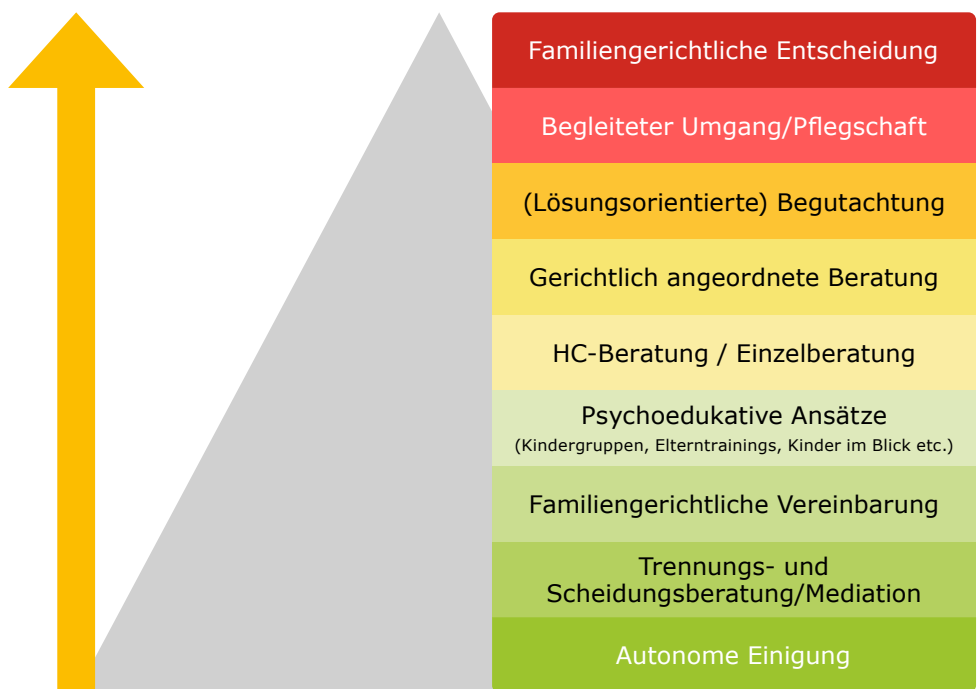 Familiengerichtliche Entscheidung
Begleiteter Umgang/Pflegschaft
(Lösungsorientierte) Begutachtung
Gerichtlich angeordnete Beratung
HC-Beratung / Einzelberatung
Psychoedukative Ansätze
(Kindergruppen, Elterntrainings, Kinder im Blick etc.)
Familiengerichtliche Vereinbarung
Trennungs- und
Scheidungsberatung/Mediation
Autonome Einigung